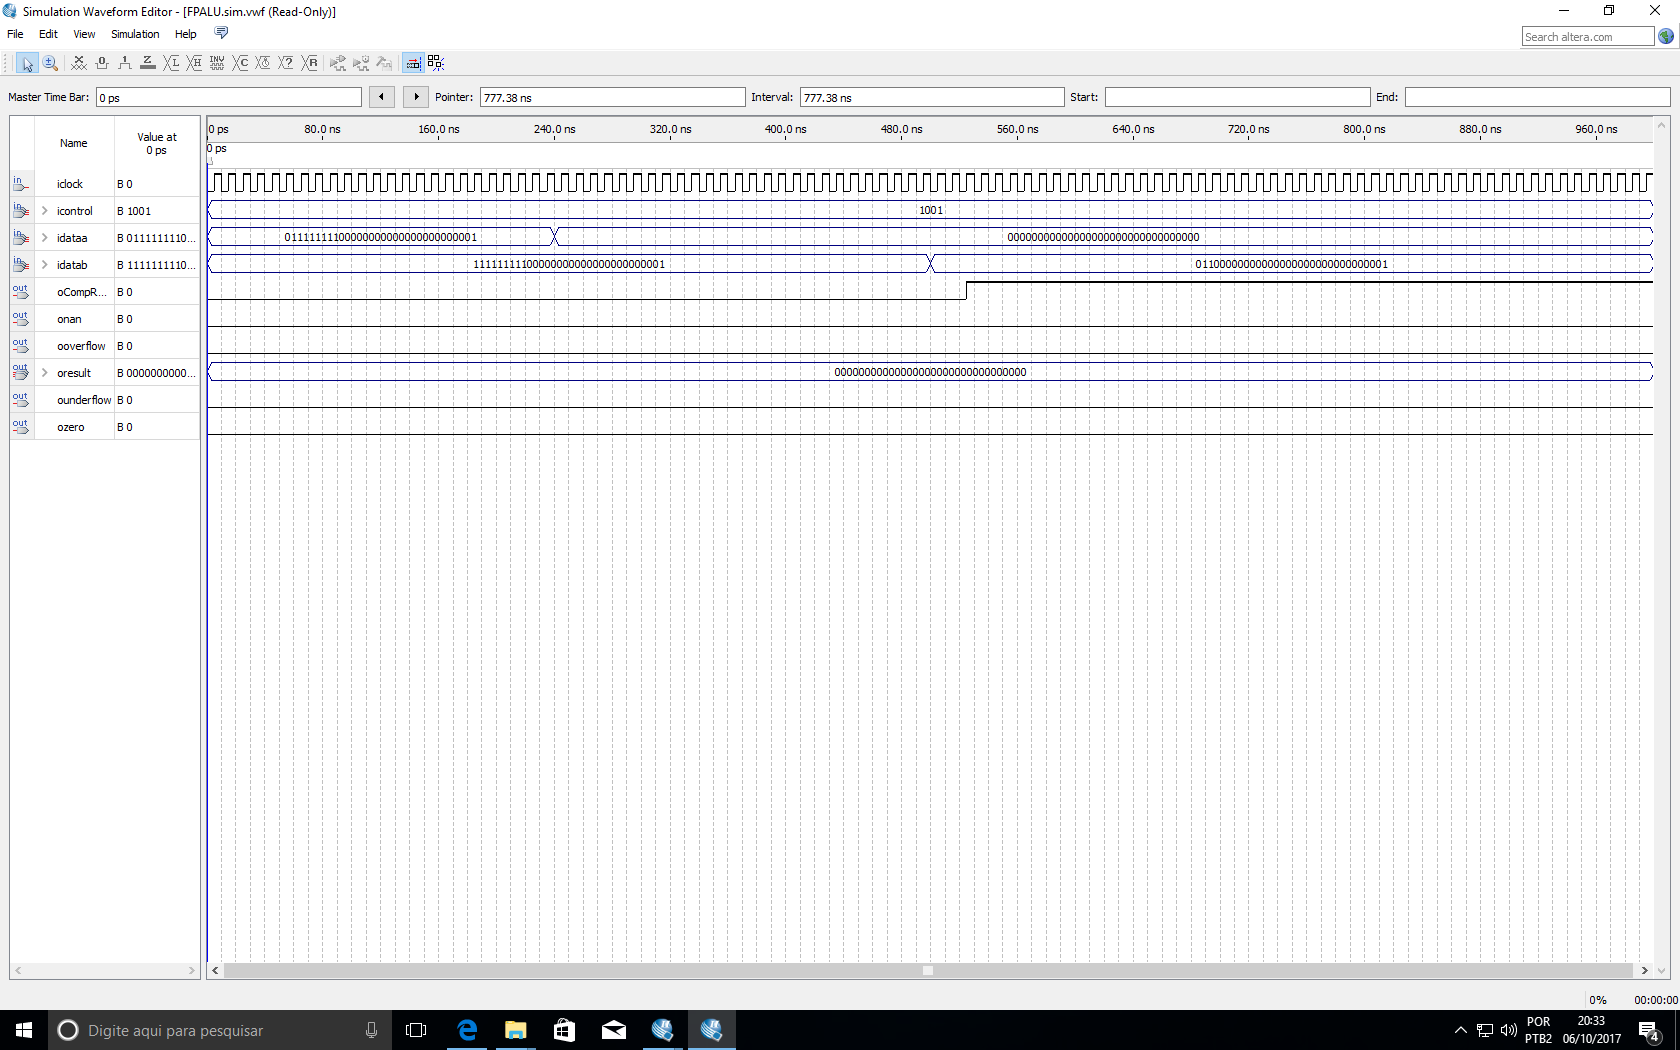 Simulation Waveform Editor - [FPALU.sim.vwf (Read-Only)]
File Edit View Simulation Help
Search altera.com
Master Time Bar: 0 ps Pointer: 777.38 ns Interval: 777.38 ns Start: End:
Name Value at 0 ps
0 ps 80.0 ns 160.0 ns 240.0 ns 320.0 ns 400.0 ns 480.0 ns 560.0 ns 640.0 ns 720.0 ns 800.0 ns 880.0 ns 960.0 ns
0 ps
in iclock B 0
in icontrol B 1001 1001
in idataa B 0111111110... 01111111100000000000000000000001 00000000000000000000000000000000
in idatab B 1111111110... 11111111100000000000000000000001 01100000000000000000000000000001
out oCompR... B 0
out onan B 0
out ooverflow B 0
out oresult B 0000000000... 00000000000000000000000000000000
out ounderflow B 0
out ozero B 0
0% 00:00:00
Digite aqui para pesquisar
POR
PTB2
20:33
06/10/2017
4